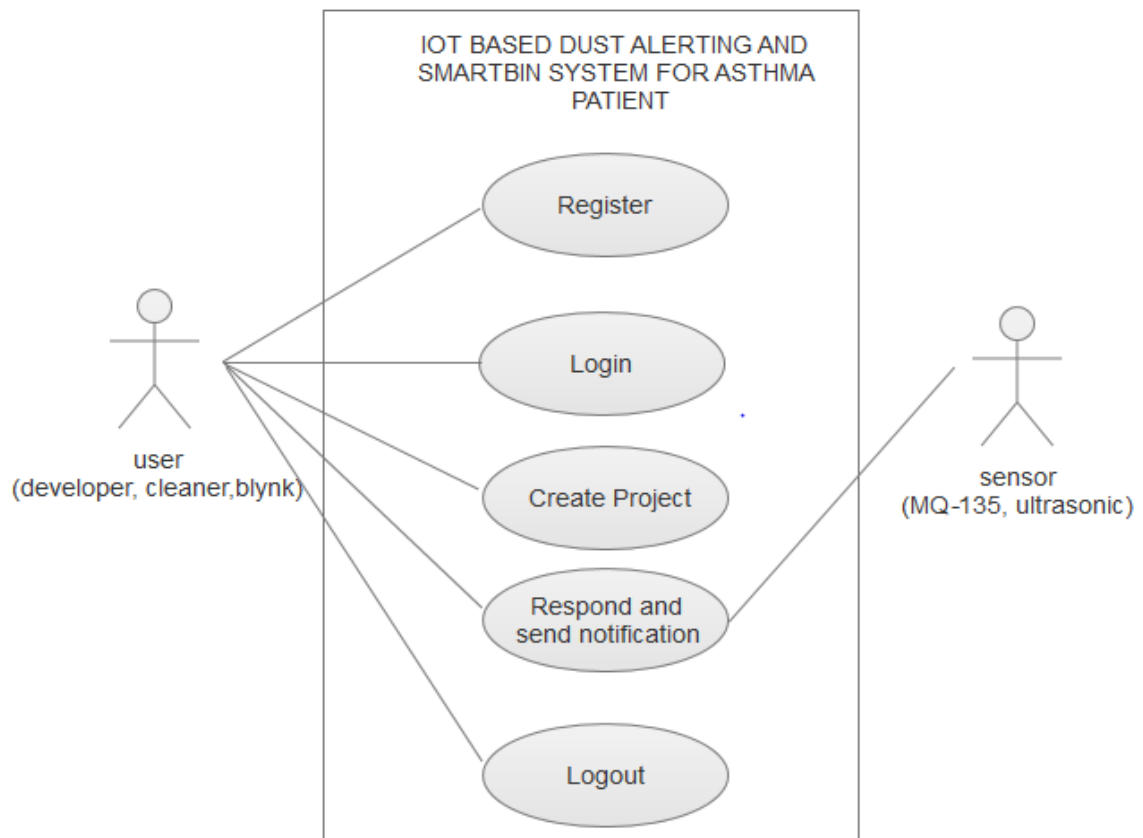 IOT BASED DUST ALERTING AND
SMARTBIN SYSTEM FOR ASTHMA
PATIENT
Register
Login
Create Project
Respond and
send notification
Logout
user
(developer, cleaner,blynk)
sensor
(MQ-135, ultrasonic)